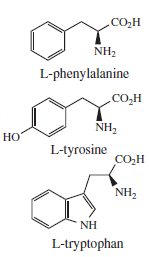 CO₂H
NH₂
L-phenylalanine
CO₂H
NH₂
HO
L-tyrosine
CO₂H
NH₂
NH
L-tryptophan